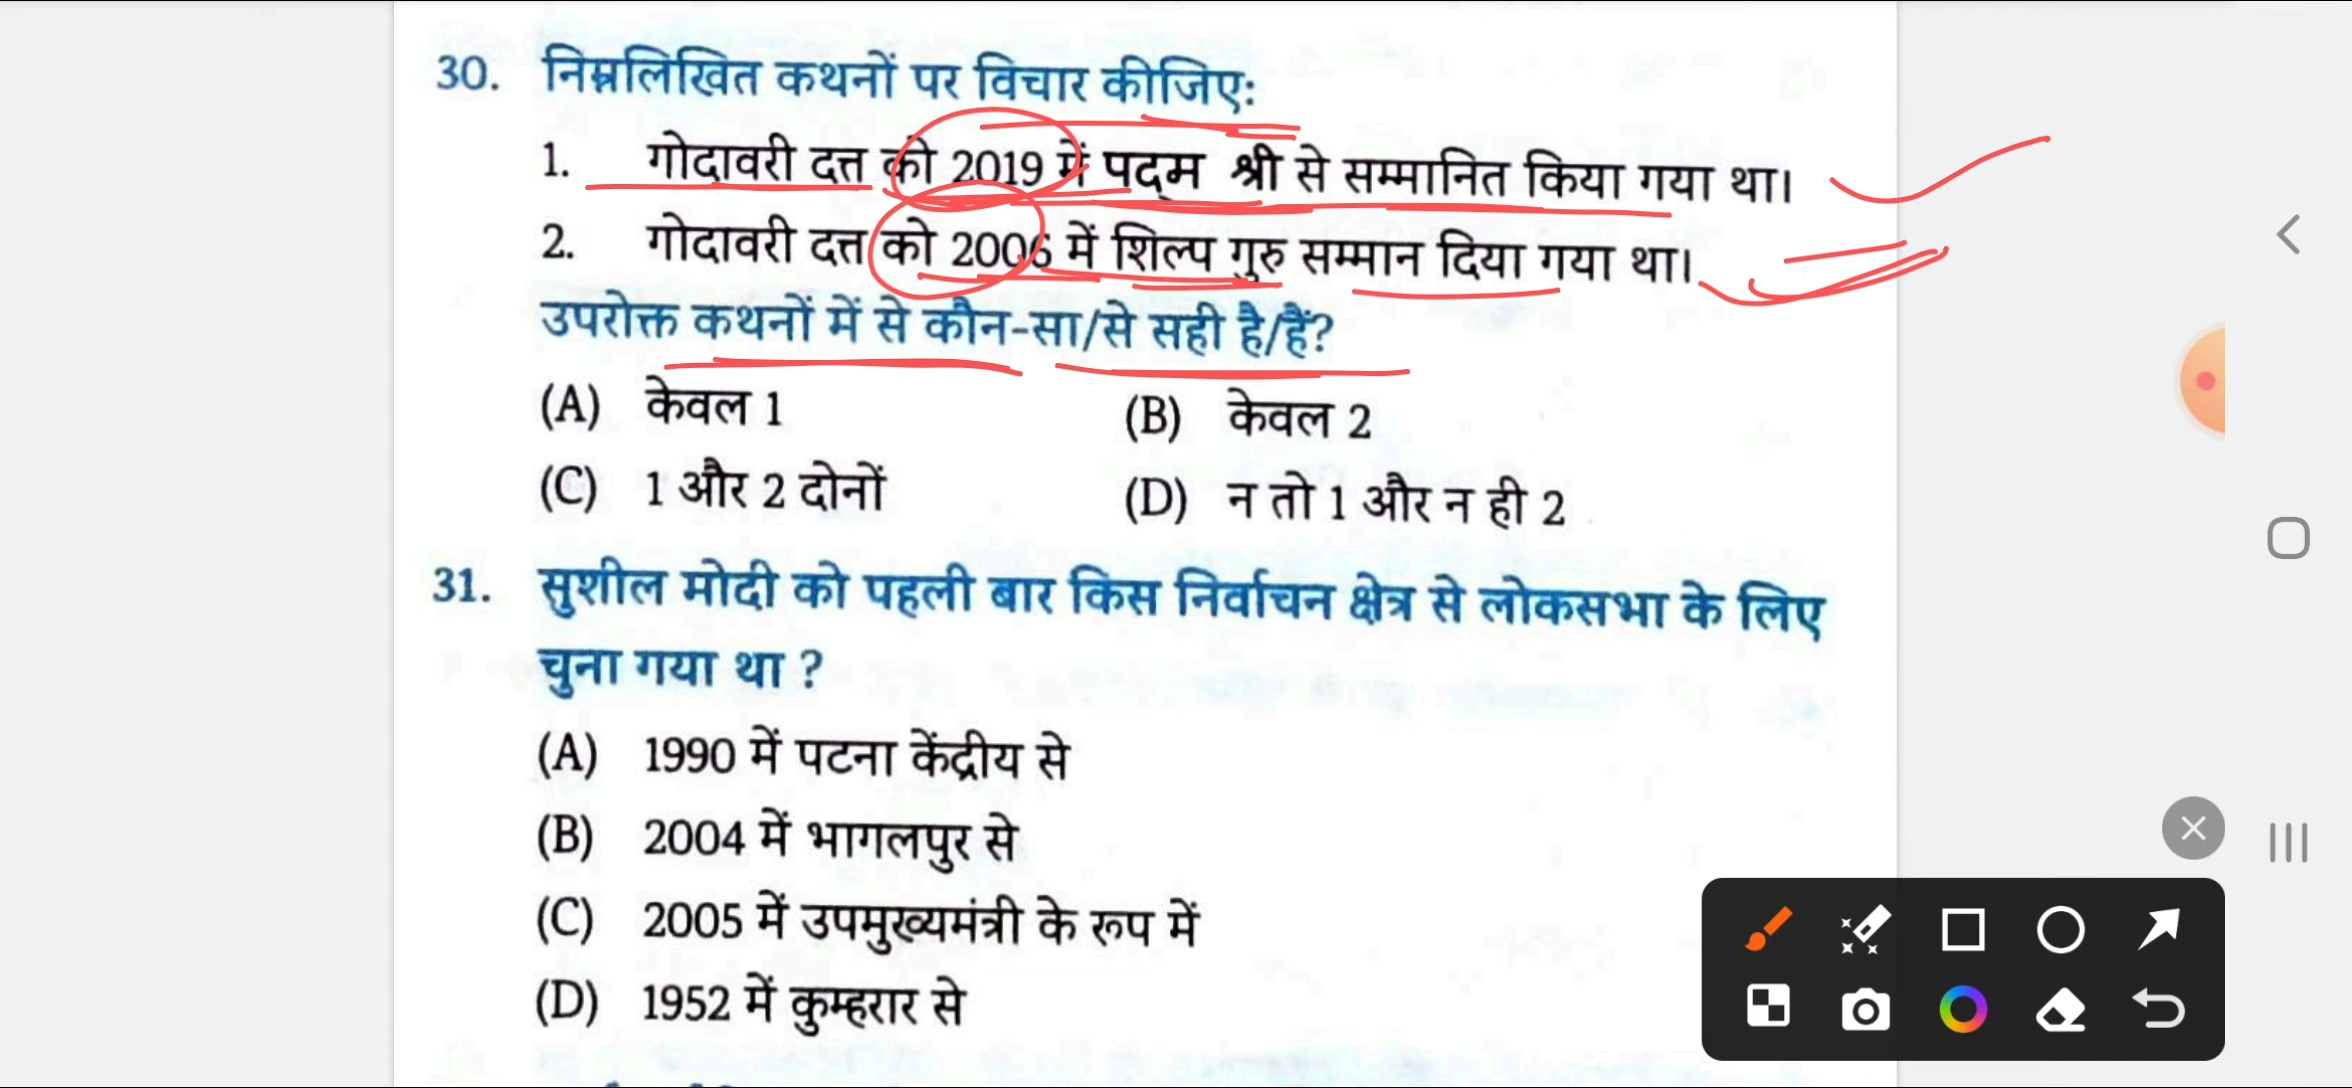 30. निम्नलिखित कथनों पर विचार कीजिए:
1. गोदावरी दत्त को 2019 में पद्म श्री से सम्मानित किया गया था।
2. गोदावरी दत्त को 2006 में शिल्प गुरु सम्मान दिया गया था।
उपरोक्त कथनों में से कौन-सा/से सही है/हैं?
(A) केवल 1 (B) केवल 2
(C) 1 और 2 दोनों (D) न तो 1 और न ही 2
31. सुशील मोदी को पहली बार किस निर्वाचन क्षेत्र से लोकसभा के लिए
चुना गया था ?
(A) 1990 में पटना केंद्रीय से
(B) 2004 में भागलपुर से
(C) 2005 में उपमुख्यमंत्री के रूप में
(D) 1952 में कुम्हरार से